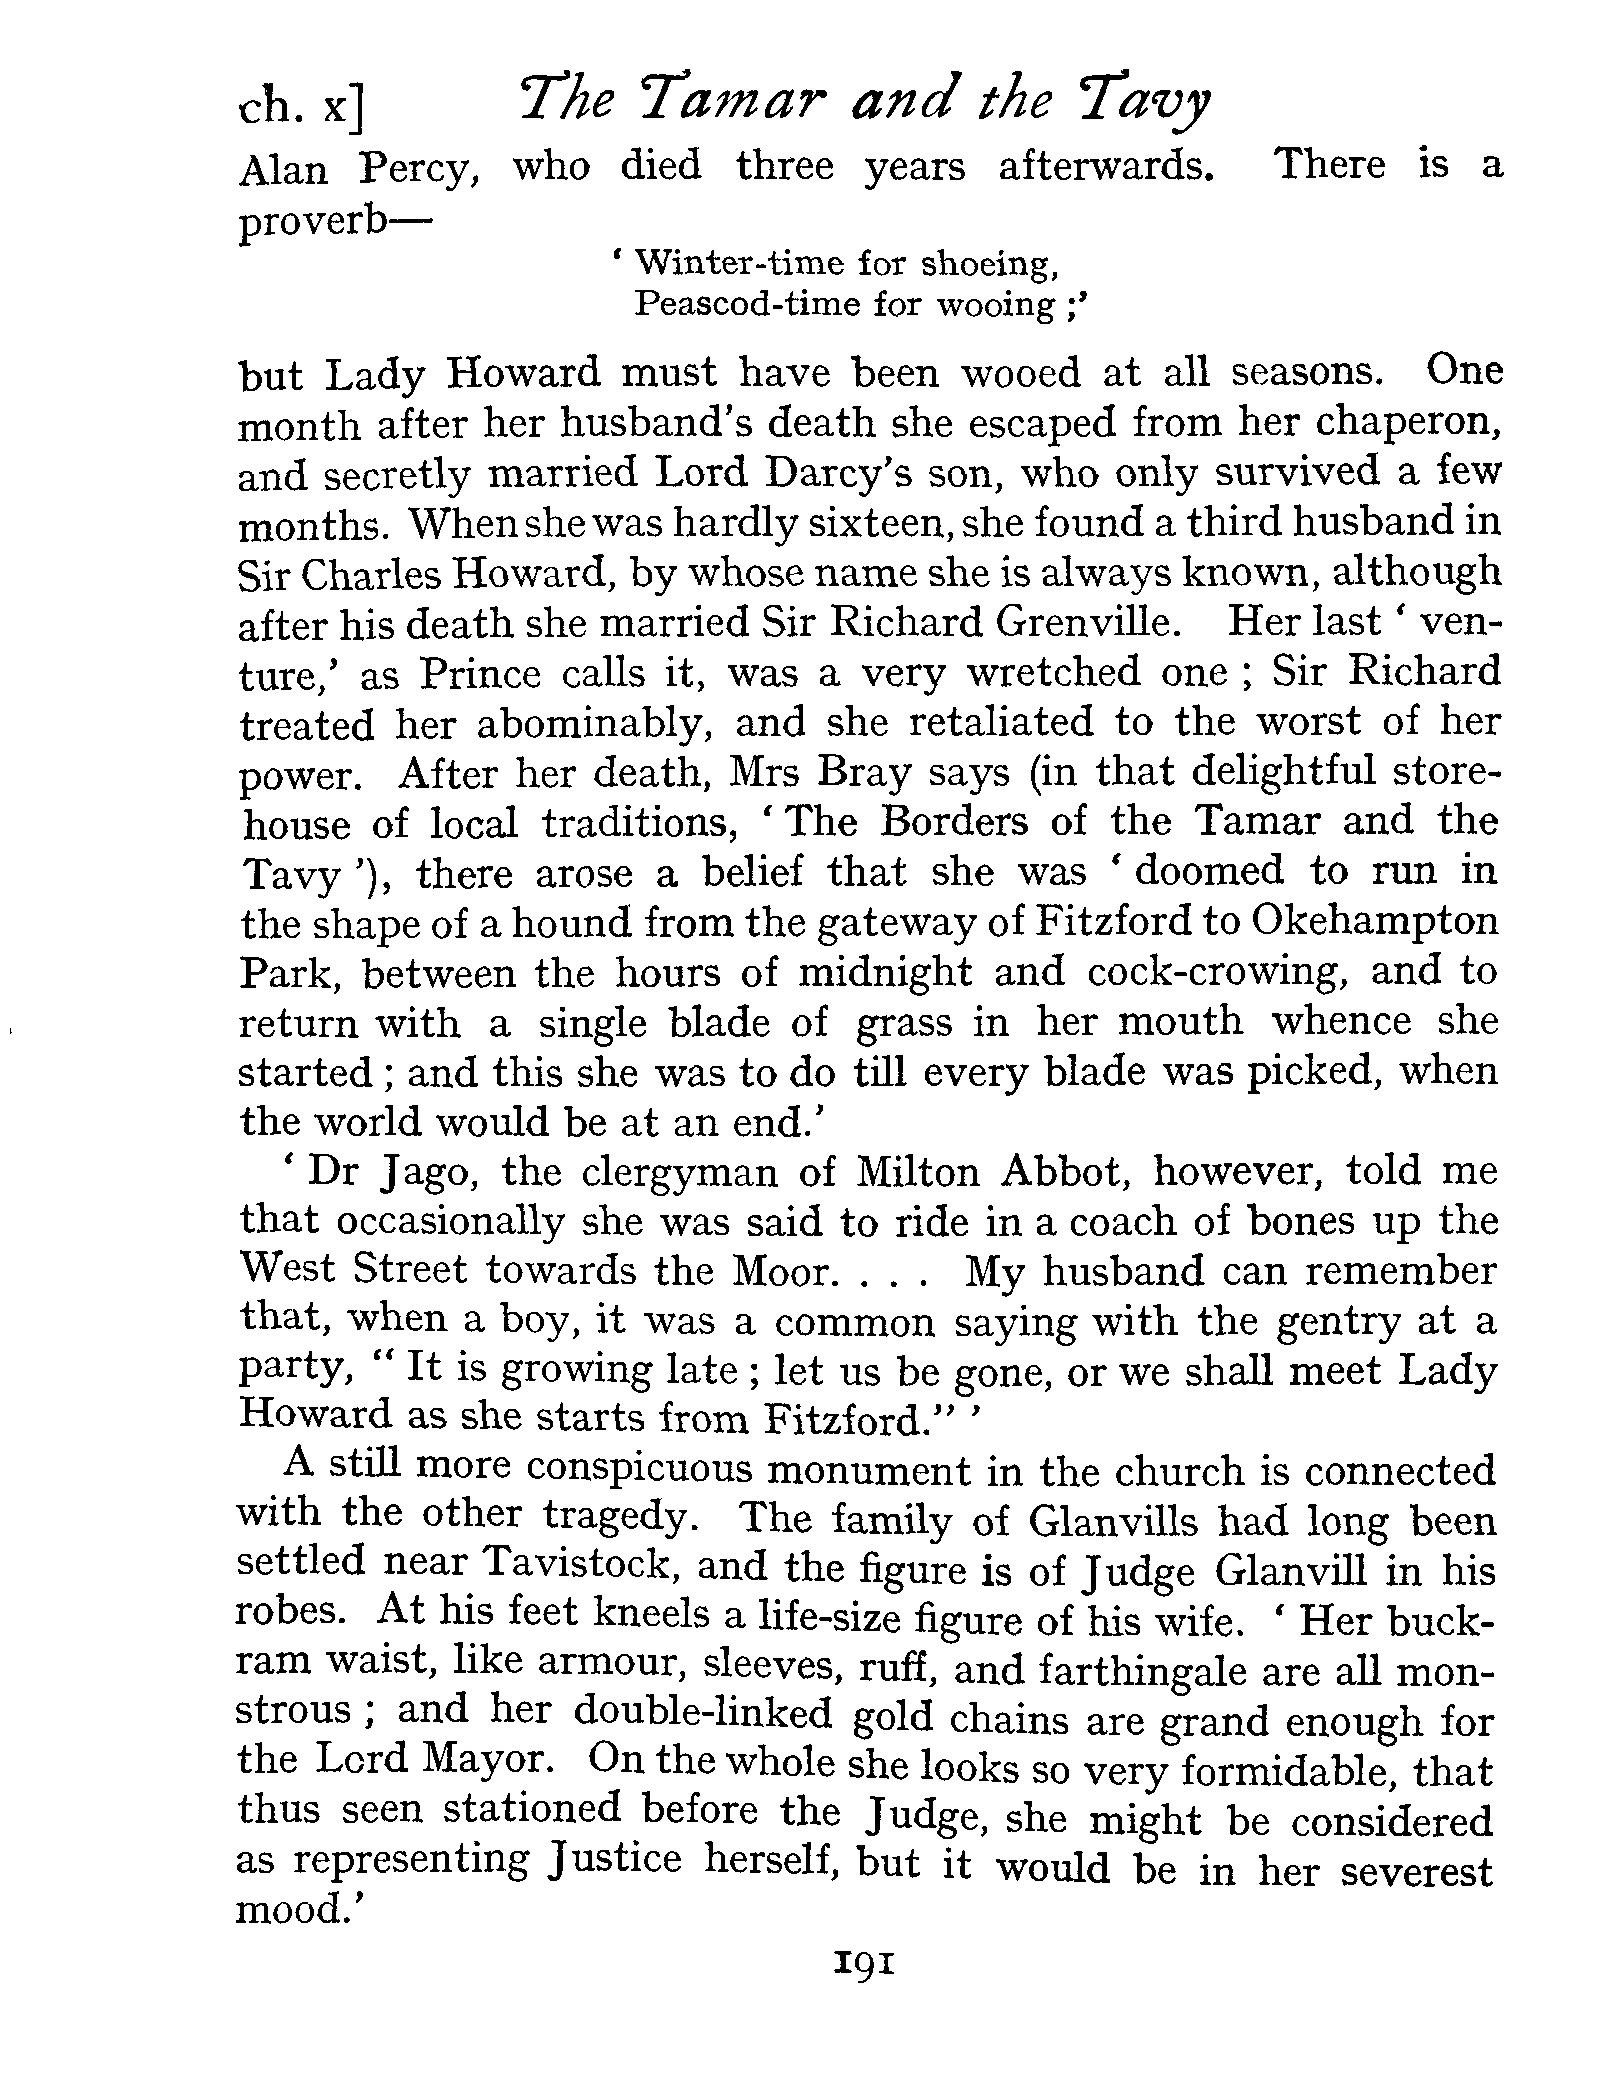 ch. x] The Tamar and the Tavy
Alan Percy, who died three years afterwards. There is a
proverb—
‘ Winter-time for shoeing,
Peascod-time for wooing ;’
but Lady Howard must have been wooed at all seasons. One
month after her husband’s death she escaped from her chaperon,
and secretly married Lord Darcy’s son, who only survived a few
months. When she was hardly sixteen, she found a third husband in
Sir Charles Howard, by whose name she is always known, although
after his death she married Sir Richard Grenville. Her last ‘ ven-
ture,’ as Prince calls it, was a very wretched one ; Sir Richard
treated her abominably, and she retaliated to the worst of her
power. After her death, Mrs Bray says (in that delightful store-
house of local traditions, ‘ The Borders of the Tamar and the
Tavy ’), there arose a belief that she was ‘ doomed to run in
the shape of a hound from the gateway of Fitzford to Okehampton
Park, between the hours of midnight and cock-crowing, and to
return with a single blade of grass in her mouth whence she
started ; and this she was to do till every blade was picked, when
the world would be at an end.’
‘ Dr Jago, the clergyman of Milton Abbot, however, told me
that occasionally she was said to ride in a coach of bones up the
West Street towards the Moor. . . . My husband can remember
that, when a boy, it was a common saying with the gentry at a
party, “ It is growing late ; let us be gone, or we shall meet Lady
Howard as she starts from Fitzford.” ’
A still more conspicuous monument in the church is connected
with the other tragedy. The family of Glanvills had long been
settled near Tavistock, and the figure is of Judge Glanvill in his
robes. At his feet kneels a life-size figure of his wife. ‘ Her buck-
ram waist, like armour, sleeves, ruff, and farthingale are all mon-
strous ; and her double-linked gold chains are grand enough for
the Lord Mayor. On the whole she looks so very formidable, that
thus seen stationed before the Judge, she might be considered
as representing Justice herself, but it would be in her severest
mood.’
191